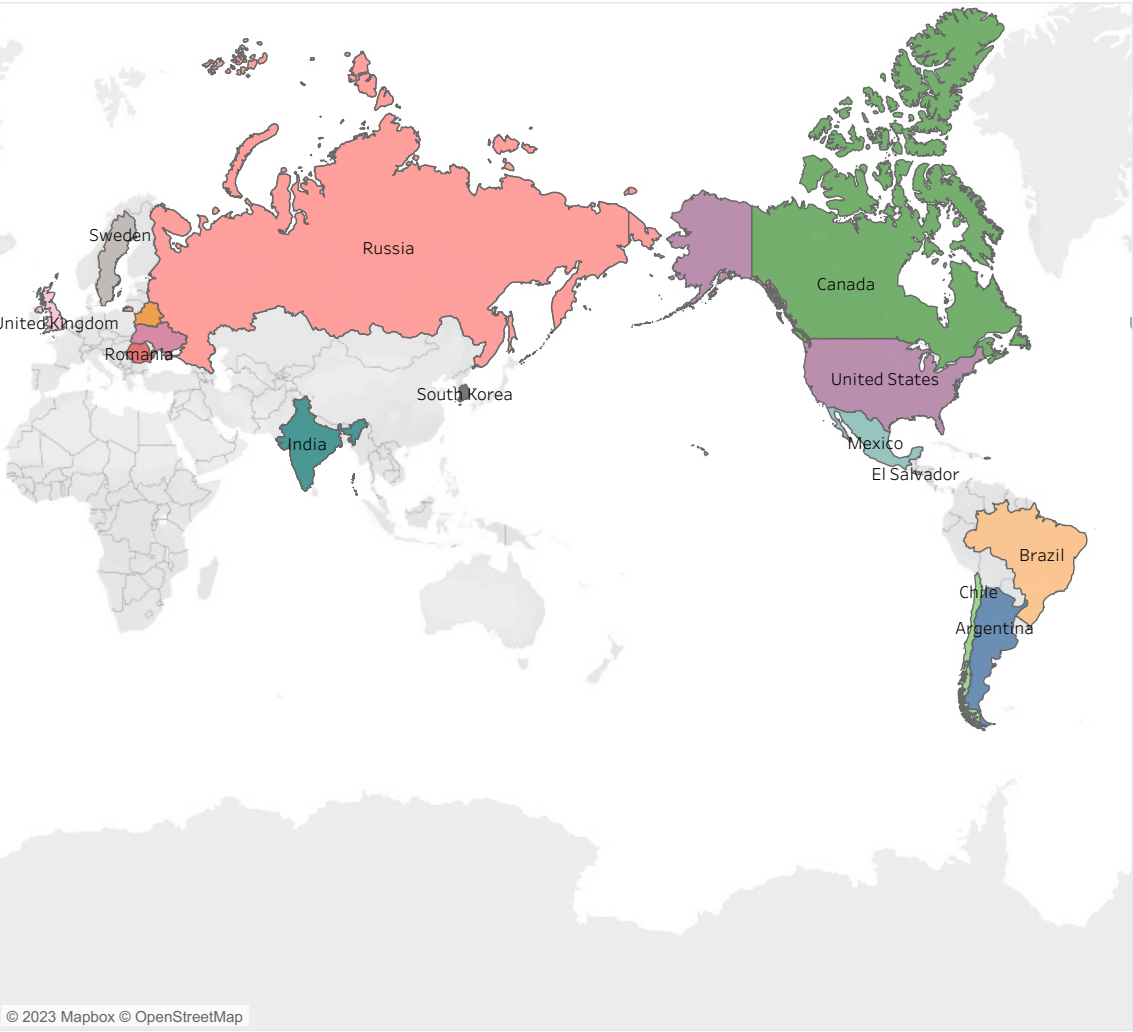 Sweden
Russia
Canada
United Kingdom
Romania
United States
South Korea
India
Mexico
El Salvador
Brazil
Chile
Argentina
© 2023 Mapbox © OpenStreetMap